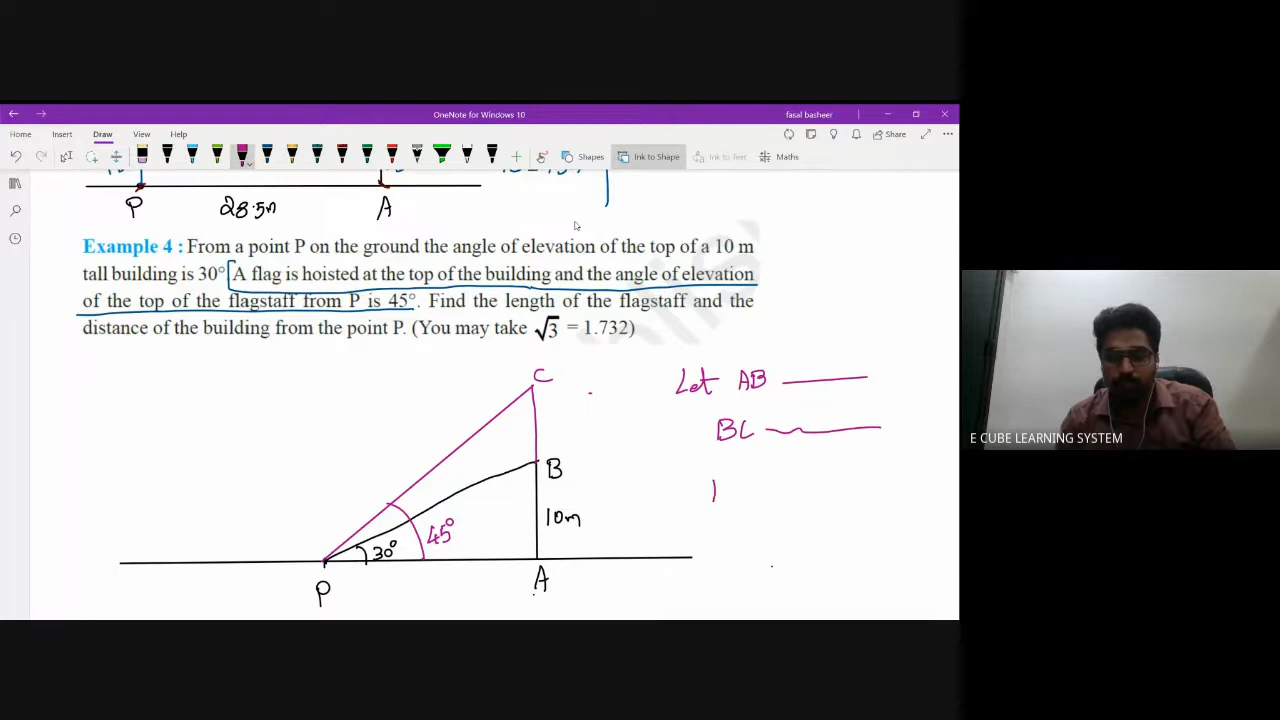 OneNote for Windows 10
fasal basheer
Home Insert Draw View Help
Share
Shapes
Ink to Shape
Ink to Text
Maths
P 28.5m A
Example 4 : From a point P on the ground the angle of elevation of the top of a 10 m
tall building is 30°. A flag is hoisted at the top of the building and the angle of elevation
of the top of the flagstaff from P is 45°. Find the length of the flagstaff and the
distance of the building from the point P. (You may take √3 = 1.732)
C
Let AB
BC
B
10m
45°
30°
P
A
E CUBE LEARNING SYSTEM